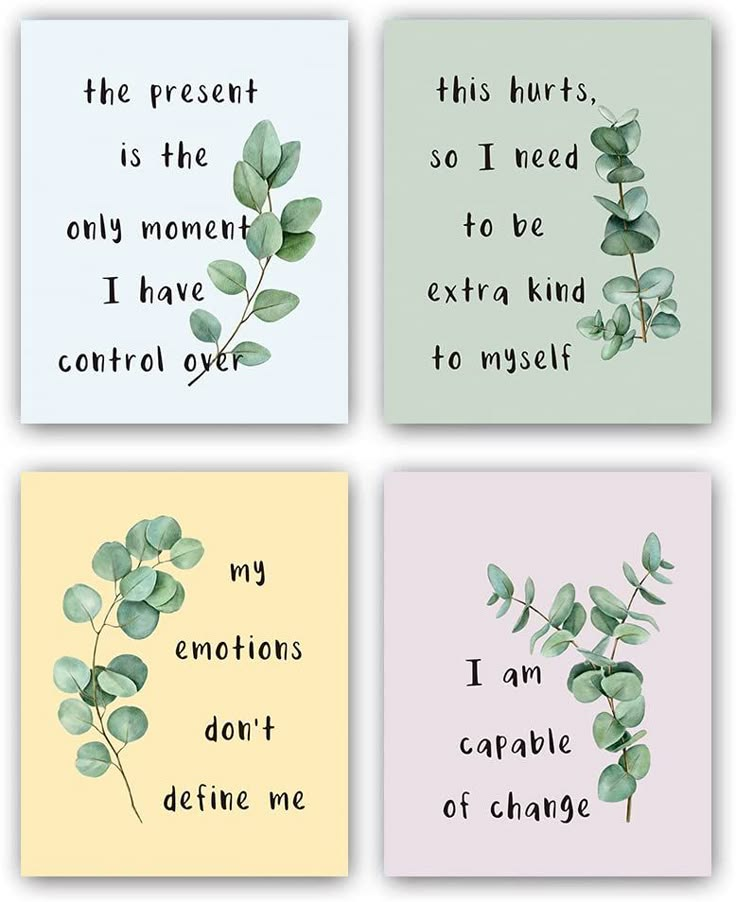 the present
is the
only moment
I have
control over
this hurts,
so I need
to be
extra kind
to myself
my
emotions
don't
define me
I am
capable
of change